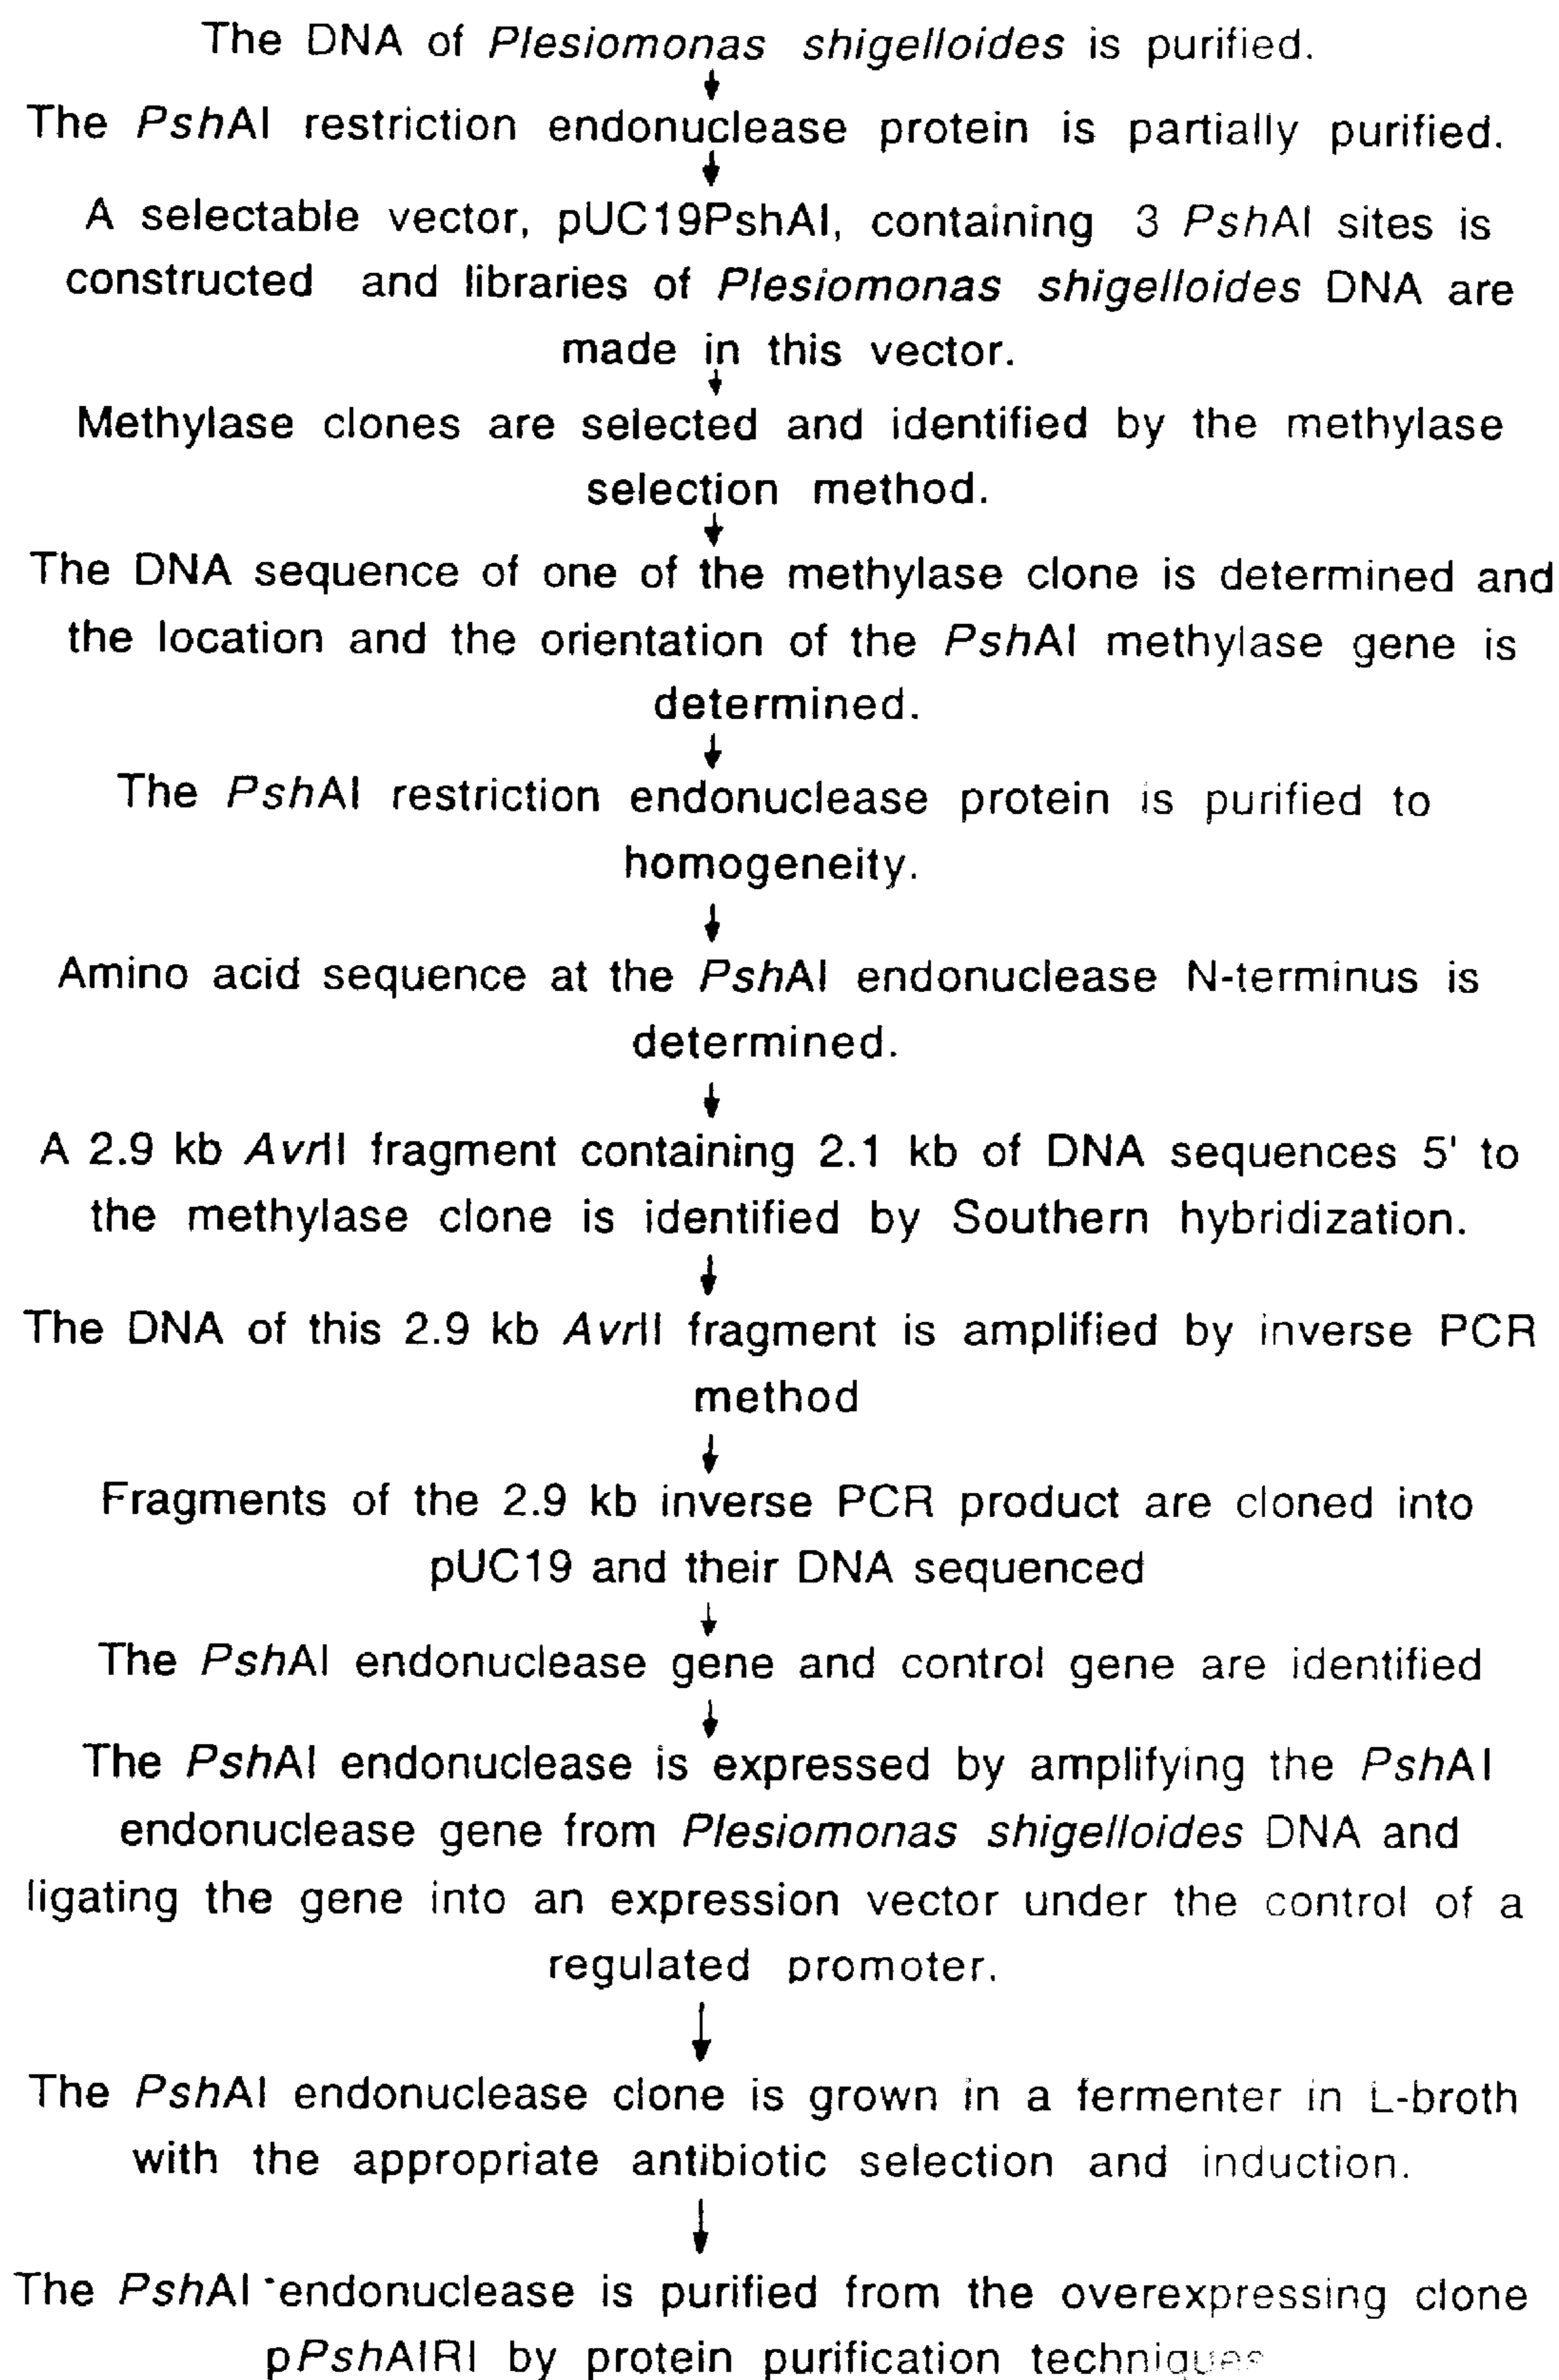 The DNA of Plesiomonas shigelloides is purified.
The PshAI restriction endonuclease protein is partially purified.
A selectable vector, pUC19PshAI, containing 3 PshAI sites is
constructed and libraries of Plesiomonas shigelloides DNA are
made in this vector.
Methylase clones are selected and identified by the methylase
selection method.
The DNA sequence of one of the methylase clone is determined and
the location and the orientation of the PshAI methylase gene is
determined.
The PshAI restriction endonuclease protein is purified to
homogeneity.
Amino acid sequence at the PshAI endonuclease N-terminus is
determined.
A 2.9 kb AvrII fragment containing 2.1 kb of DNA sequences 5' to
the methylase clone is identified by Southern hybridization.
The DNA of this 2.9 kb AvrII fragment is amplified by inverse PCR
method
Fragments of the 2.9 kb inverse PCR product are cloned into
pUC19 and their DNA sequenced
The PshAI endonuclease gene and control gene are identified
The PshAI endonuclease is expressed by amplifying the PshAI
endonuclease gene from Plesiomonas shigelloides DNA and
ligating the gene into an expression vector under the control of a
regulated promoter.
The PshAI endonuclease clone is grown in a fermenter in L-broth
with the appropriate antibiotic selection and induction.
The PshAI endonuclease is purified from the overexpressing clone
pPshAIRI by protein purification techniques